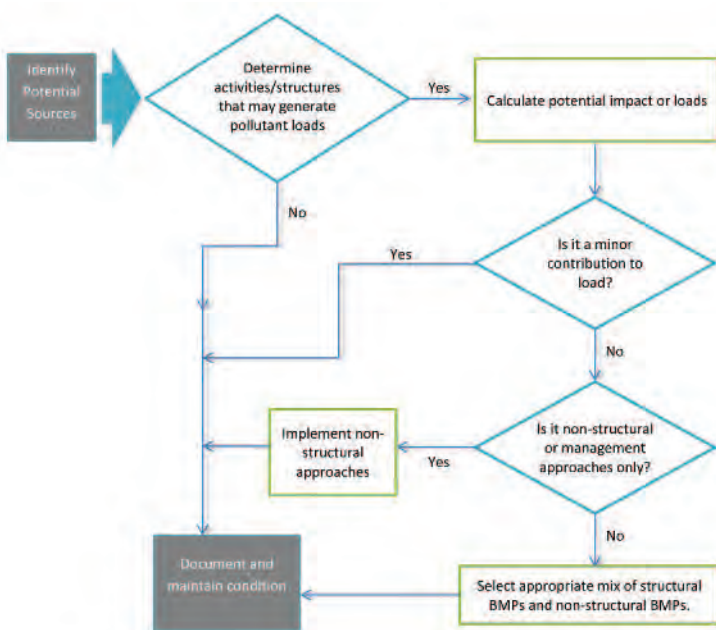 Identify
Potential
Sources
Determine
activities/structures
that may generate
pollutant loads
Yes
Calculate potential impact or loads
No
Is it a minor
contribution to
load?
Yes
No
Is it non-structural
or management
approaches only?
Yes
Implement non-
structural
approaches
No
Document and
maintain condition
Select appropriate mix of structural
BMPs and non-structural BMPs.